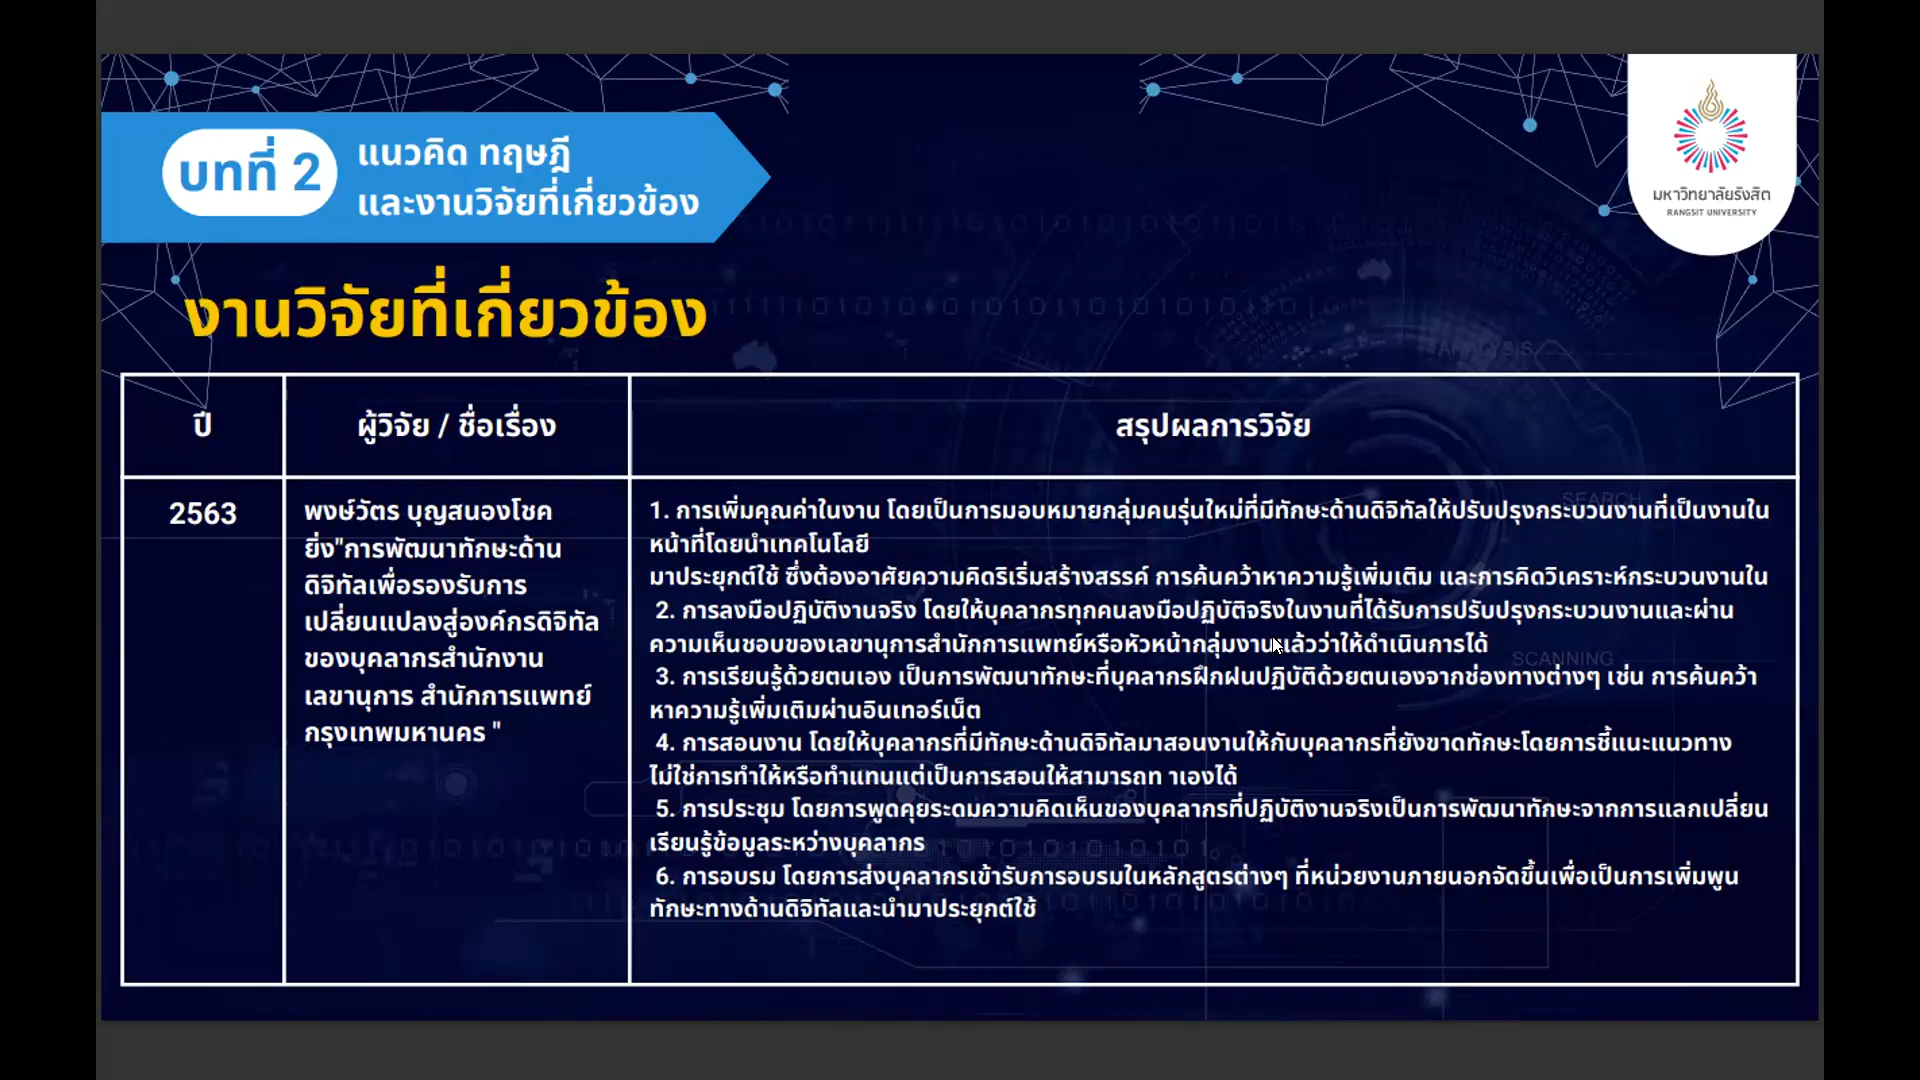 บทที่ 2
แนวคิด ทฤษฎี
และงานวิจัยที่เกี่ยวข้อง
มหาวิทยาลัยรังสิต
RANGSIT UNIVERSITY
งานวิจัยที่เกี่ยวข้อง
ปี
ผู้วิจัย / ชื่อเรื่อง
สรุปผลการวิจัย
2563
พงษ์วัตร บุญสนองโชค
ยิ่ง"การพัฒนาทักษะด้าน
ดิจิทัลเพื่อรองรับการ
เปลี่ยนแปลงสู่องค์กรดิจิทัล
ของบุคลากรสำนักงาน
เลขานุการ สำนักการแพทย์
กรุงเทพมหานคร "
1. การเพิ่มคุณค่าในงาน โดยเป็นการมอบหมายกลุ่มคนรุ่นใหม่ที่มีทักษะด้านดิจิทัลให้ปรับปรุงกระบวนงานที่เป็นงานใน
หน้าที่โดยนำเทคโนโลยี
มาประยุกต์ใช้ ซึ่งต้องอาศัยความคิดริเริ่มสร้างสรรค์ การค้นคว้าหาความรู้เพิ่มเติม และการคิดวิเคราะห์กระบวนงานใน
2. การลงมือปฏิบัติงานจริง โดยให้บุคลากรทุกคนลงมือปฏิบัติจริงในงานที่ได้รับการปรับปรุงกระบวนงานและผ่าน
ความเห็นชอบของเลขานุการสำนักการแพทย์หรือหัวหน้ากลุ่มงานแล้วว่าให้ดำเนินการได้
3. การเรียนรู้ด้วยตนเอง เป็นการพัฒนาทักษะที่บุคลากรฝึกฝนปฏิบัติด้วยตนเองจากช่องทางต่างๆ เช่น การค้นคว้า
หาความรู้เพิ่มเติมผ่านอินเทอร์เน็ต
4. การสอนงาน โดยให้บุคลากรที่มีทักษะด้านดิจิทัลมาสอนงานให้กับบุคลากรที่ยังขาดทักษะโดยการชี้แนะแนวทาง
ไม่ใช่การทำให้หรือทำแทนแต่เป็นการสอนให้สามารถท าเองได้
5. การประชุม โดยการพูดคุยระดมความคิดเห็นของบุคลากรที่ปฏิบัติงานจริงเป็นการพัฒนาทักษะจากการแลกเปลี่ยน
เรียนรู้ข้อมูลระหว่างบุคลากร
6. การอบรม โดยการส่งบุคลากรเข้ารับการอบรมในหลักสูตรต่างๆ ที่หน่วยงานภายนอกจัดขึ้นเพื่อเป็นการเพิ่มพูน
ทักษะทางด้านดิจิทัลและนำมาประยุกต์ใช้
ANALYSIS
SEARCH
SCANNING